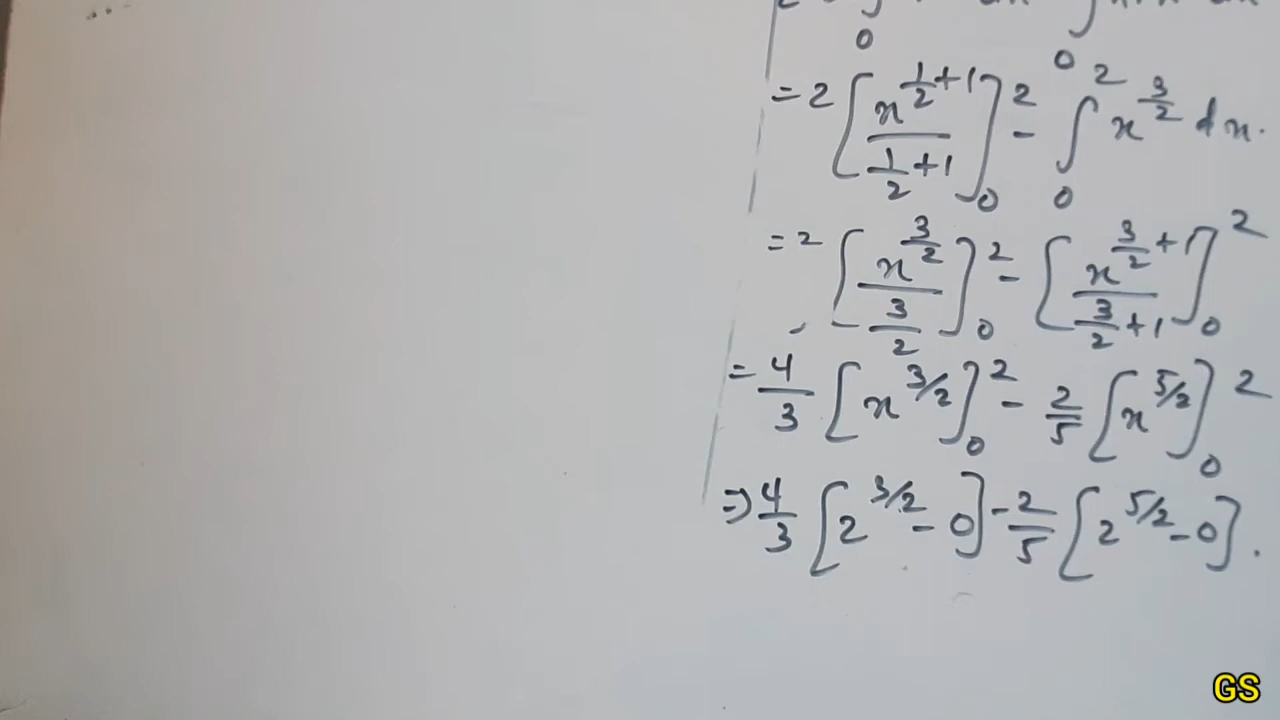 0 0
= 2 [x^(1/2+1) / (1/2+1)]_0^2 - ∫_0^2 x^(3/2) dx.
= 2 [x^(3/2) / (3/2)]_0^2 - [x^(3/2+1) / (3/2+1)]_0^2
= 4/3 [x^(3/2)]_0^2 - 2/5 [x^(5/2)]_0^2
⇒ 4/3 [2^(3/2) - 0] - 2/5 [2^(5/2) - 0].
GS